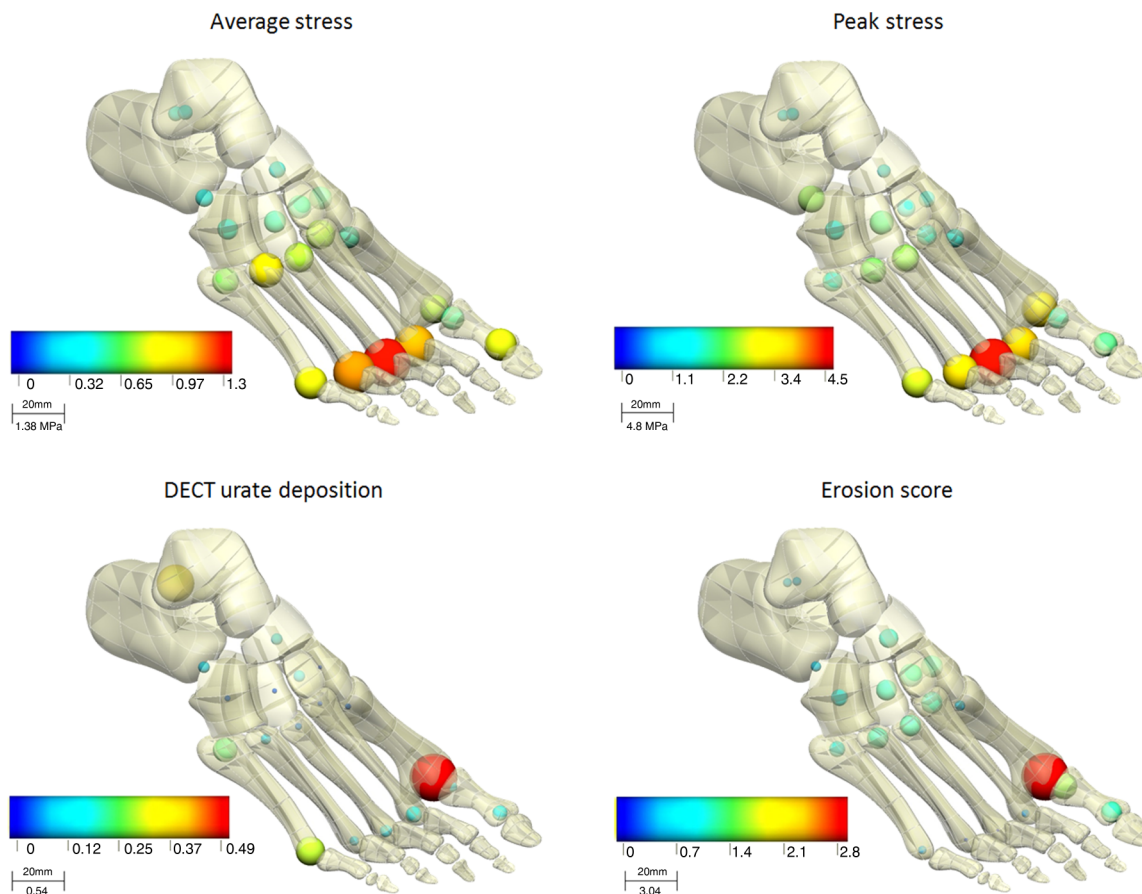 Average stress
Peak stress
0 0.32 0.65 0.97 1.3
20mm
1.38 MPa
0 1.1 2.2 3.4 4.5
20mm
4.8 MPa
DECT urate deposition
Erosion score
0 0.12 0.25 0.37 0.49
20mm
0.54
0 0.7 1.4 2.1 2.8
20mm
3.04